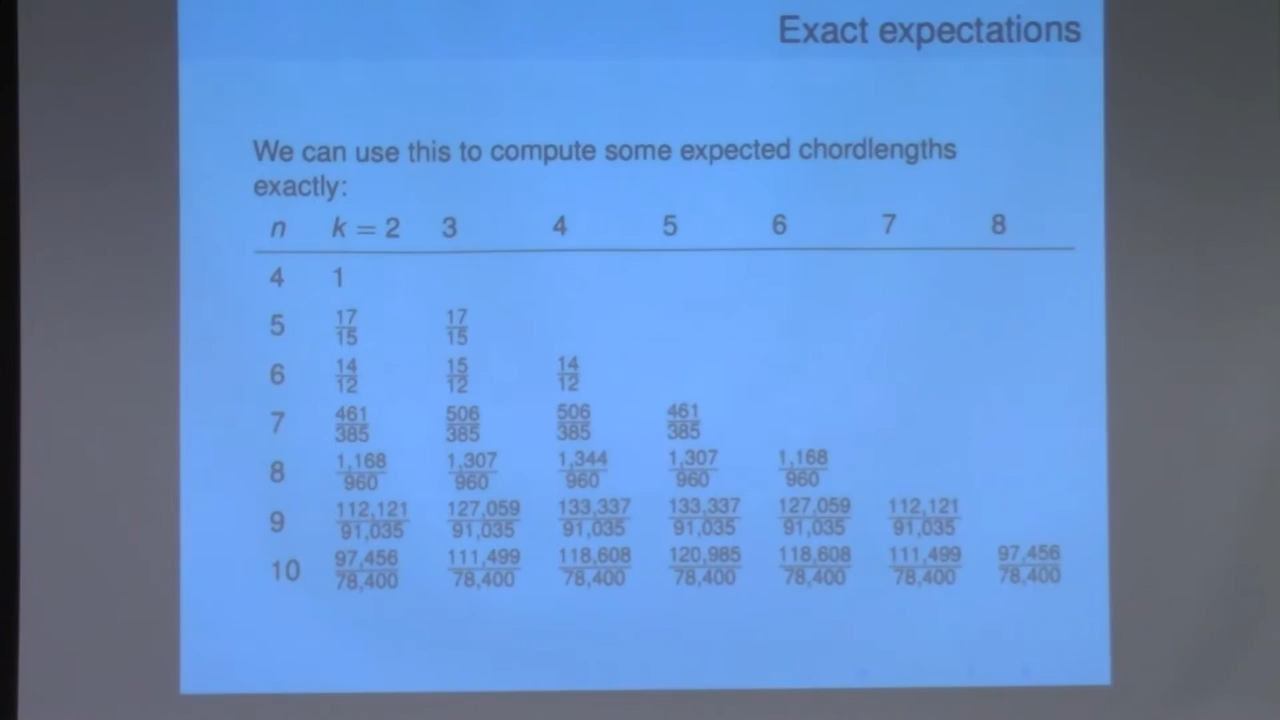 Exact expectations
We can use this to compute some expected chordlengths
exactly:
n k = 2 3 4 5 6 7 8
4 1
5 17/15 17/15
6 14/12 15/12 14/12
7 461/385 506/385 506/385 461/385
8 1,168/960 1,307/960 1,344/960 1,307/960 1,168/960
9 112,121/91,035 127,059/91,035 133,337/91,035 133,337/91,035 127,059/91,035 112,121/91,035
10 97,456/78,400 111,499/78,400 118,608/78,400 120,985/78,400 118,608/78,400 111,499/78,400 97,456/78,400